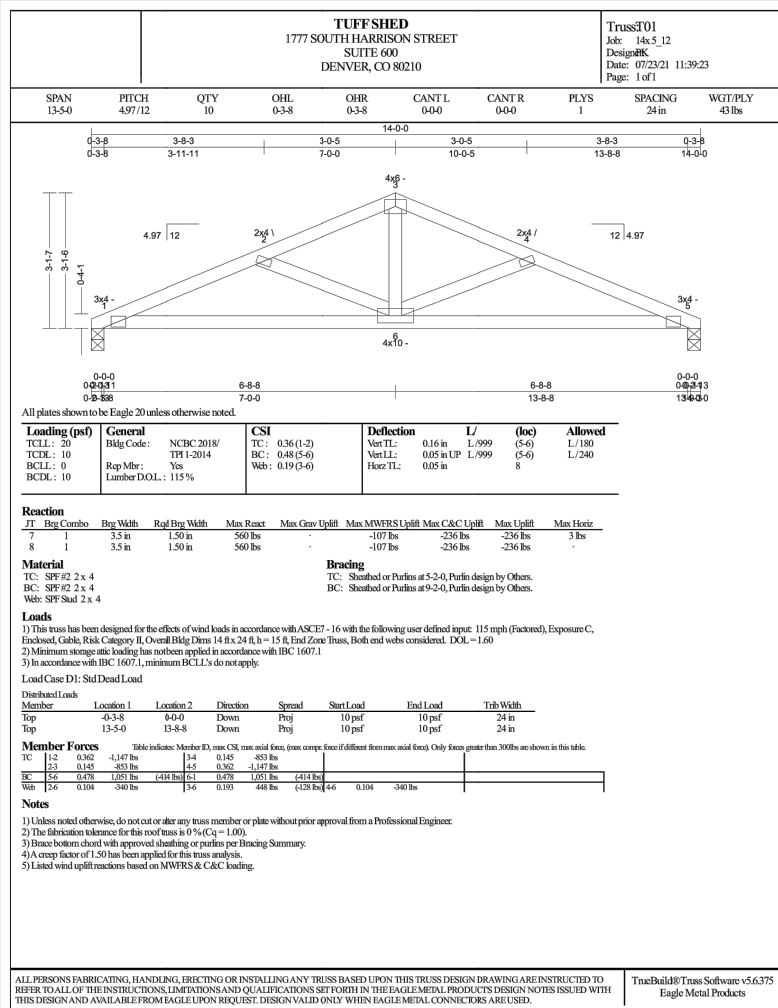 TUFF SHED
1777 SOUTH HARRISON STREET
SUITE 600
DENVER, CO 80210
Truss: T01
Job: 14x5_12
Designer: PK
Date: 07/23/21 11:39:23
Page: 1 of 1
SPAN PITCH QTY OHL OHR CANT L CANT R PLYS SPACING WGT/PLY
13-5-0 4.97/12 10 0-3-8 0-3-8 0-0-0 0-0-0 1 24 in 43 lbs
14-0-0
0-3-8 3-8-3 3-0-5 3-0-5 3-8-3 0-3-8
0-3-8 3-11-11 7-0-0 10-0-5 13-8-8 14-0-0
4x6 -
3
4.97 12 2x4 \ 2x4 / 12 4.97
2 4
3-1-7 3-1-6 0-4-1
3x4 - 3x4 -
1 5
6
4x10 -
0-0-0 0-0-0
6-8-8 6-8-8
7-0-0 13-8-8
All plates shown to be Eagle 20 unless otherwise noted.
Loading (psf) General CSI Deflection L/ (loc) Allowed
TCLL: 20 Bldg Code: NCBC 2018/ TC: 0.36 (1-2) Vert TL: 0.16 in L/999 (5-6) L/180
TCDL: 10 TPI 1-2014 BC: 0.48 (5-6) Vert LL: 0.05 in UP L/999 (5-6) L/240
BCLL: 0 Rep Mbr: Yes Web: 0.19 (3-6) Horz TL: 0.05 in 8
BCDL: 10 Lumber D.O.L.: 115 %
Reaction
JT Brg Combo Brg Width Rqd Brg Width Max React Max Grav Uplift Max MWFRS Uplift Max C&C Uplift Max Uplift Max Horiz
7 1 3.5 in 1.50 in 560 lbs . -107 lbs -236 lbs -236 lbs 3 lbs
8 1 3.5 in 1.50 in 560 lbs . -107 lbs -236 lbs -236 lbs .
Material Bracing
TC: SPF #2 2 x 4 TC: Sheathed or Purlins at 5-2-0, Purlin design by Others.
BC: SPF #2 2 x 4 BC: Sheathed or Purlins at 9-2-0, Purlin design by Others.
Web: SPF Stud 2 x 4
Loads
1) This truss has been designed for the effects of wind loads in accordance with ASCE7 - 16 with the following user defined input: 115 mph (Factored), Exposure C,
Enclosed, Gable, Risk Category II, Overall Bldg Dims 14 ft x 24 ft, h = 15 ft, End Zone Truss, Both end webs considered. DOL = 1.60
2) Minimum storage attic loading has not been applied in accordance with IBC 1607.1
3) In accordance with IBC 1607.1, minimum BCLL's do not apply.
Load Case D1: Std Dead Load
Distributed Loads
Member Location 1 Location 2 Direction Spread Start Load End Load Trib Width
Top -0-3-8 0-0-0 Down Proj 10 psf 10 psf 24 in
Top 13-5-0 13-8-8 Down Proj 10 psf 10 psf 24 in
Member Forces Table indicates: Member ID, max CSI, max axial force, (max compr. force if different from max axial force). Only forces greater than 300lbs are shown in this table.
TC 1-2 0.362 -1,147 lbs 3-4 0.145 -853 lbs
2-3 0.145 -853 lbs 4-5 0.362 -1,147 lbs
BC 5-6 0.478 1,051 lbs (-414 lbs) 6-1 0.478 1,051 lbs (-414 lbs)
Web 2-6 0.104 -340 lbs 3-6 0.193 448 lbs (-128 lbs) 4-6 0.104 -340 lbs
Notes
1) Unless noted otherwise, do not cut or alter any truss member or plate without prior approval from a Professional Engineer.
2) The fabrication tolerance for this roof truss is 0 % (Cq = 1.00).
3) Brace bottom chord with approved sheathing or purlins per Bracing Summary.
4) A creep factor of 1.50 has been applied for this truss analysis.
5) Listed wind uplift reactions based on MWFRS & C&C loading.
ALL PERSONS FABRICATING, HANDLING, ERECTING OR INSTALLING ANY TRUSS BASED UPON THIS TRUSS DESIGN DRAWING ARE INSTRUCTED TO
REFER TO ALL OF THE INSTRUCTIONS, LIMITATIONS AND QUALIFICATIONS SET FORTH IN THE EAGLE METAL PRODUCTS DESIGN NOTES ISSUED WITH
THIS DESIGN AND AVAILABLE FROM EAGLE UPON REQUEST. DESIGN VALID ONLY WHEN EAGLE METAL CONNECTORS ARE USED.
TrueBuild® Truss Software v5.6.375
Eagle Metal Products